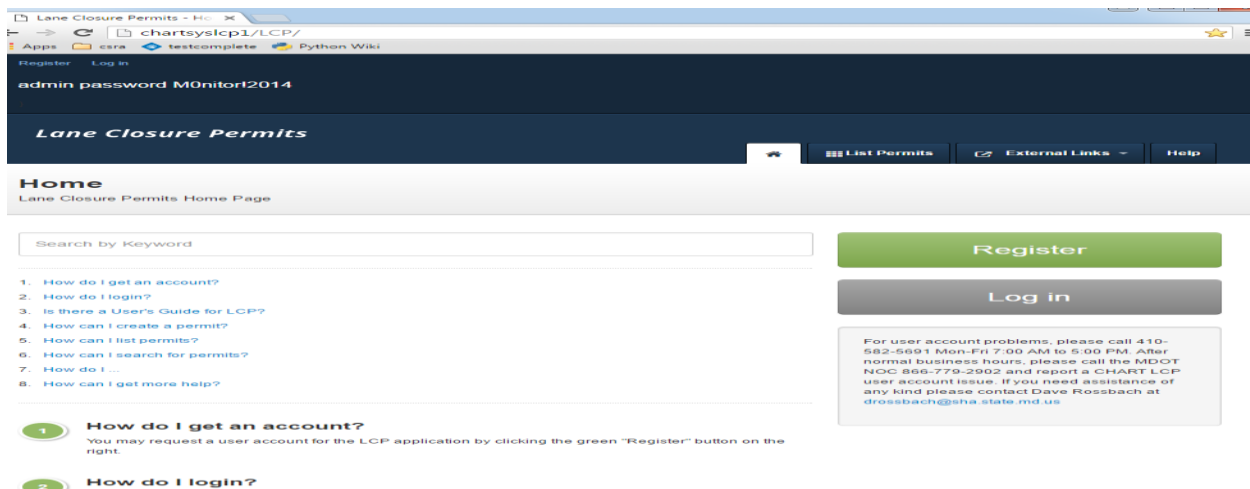 Lane Closure Permits - Ho
chartsyslcp1/LCP/
Apps csra testcomplete Python Wiki
Register Log in
admin password M0nitorI2014
Lane Closure Permits
List Permits External Links Help
Home
Lane Closure Permits Home Page
Search by Keyword
Register
1. How do I get an account?
2. How do I login?
3. Is there a User's Guide for LCP?
4. How can I create a permit?
5. How can I list permits?
6. How can I search for permits?
7. How do I ...
8. How can I get more help?
Log in
For user account problems, please call 410-
582-5691 Mon-Fri 7:00 AM to 5:00 PM. After
normal business hours, please call the MDOT
NOC 866-779-2902 and report a CHART LCP
user account issue. If you need assistance of
any kind please contact Dave Rossbach at
drossbach@sha.state.md.us
1 How do I get an account?
You may request a user account for the LCP application by clicking the green "Register" button on the
right.
2 How do I login?